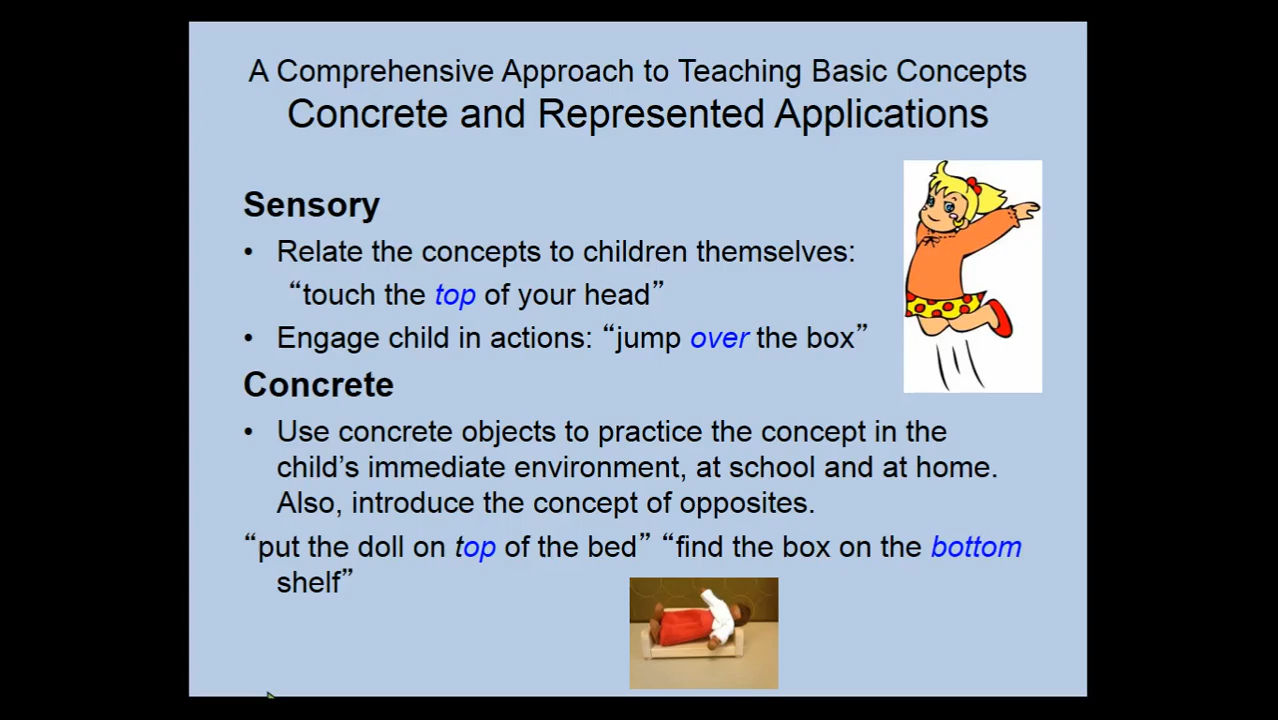 A Comprehensive Approach to Teaching Basic Concepts
Concrete and Represented Applications
Sensory
• Relate the concepts to children themselves:
“touch the top of your head”
• Engage child in actions: “jump over the box”
Concrete
• Use concrete objects to practice the concept in the
child’s immediate environment, at school and at home.
Also, introduce the concept of opposites.
“put the doll on top of the bed” “find the box on the bottom
shelf”